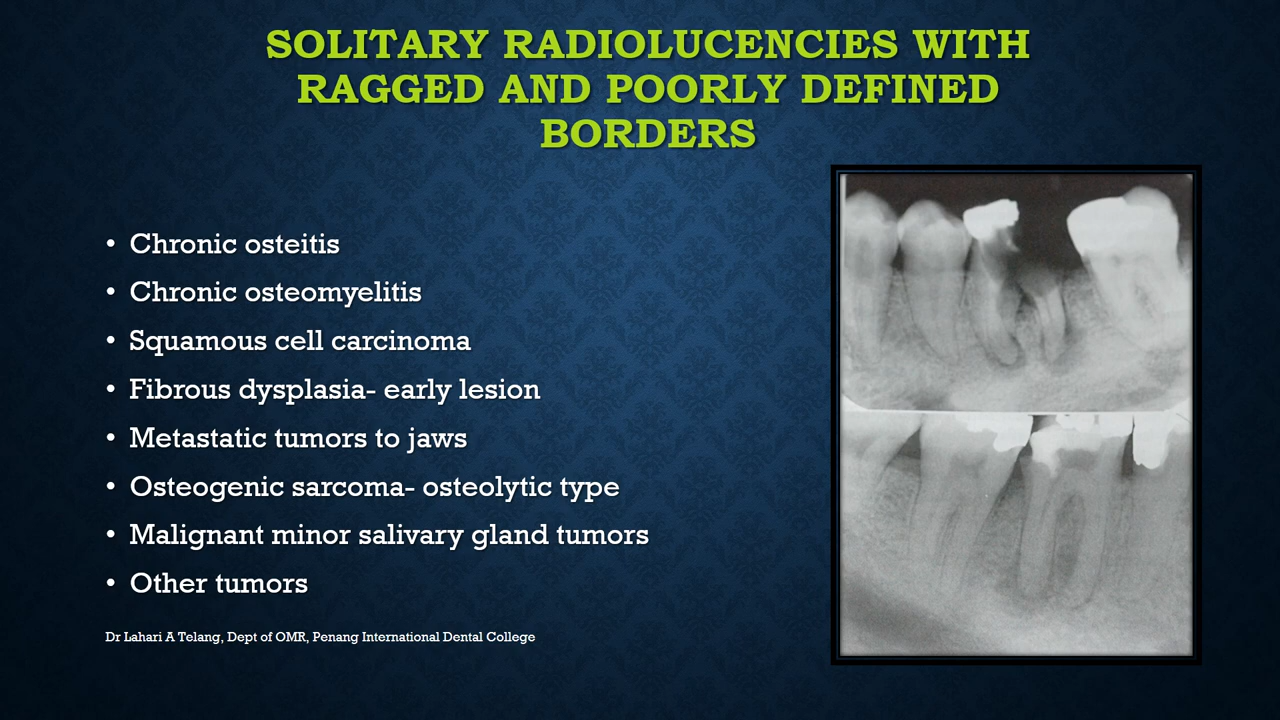 SOLITARY RADIOLUCENCIES WITH
RAGGED AND POORLY DEFINED
BORDERS
• Chronic osteitis
• Chronic osteomyelitis
• Squamous cell carcinoma
• Fibrous dysplasia- early lesion
• Metastatic tumors to jaws
• Osteogenic sarcoma- osteolytic type
• Malignant minor salivary gland tumors
• Other tumors
Dr Lahari A Telang, Dept of OMR, Penang International Dental College